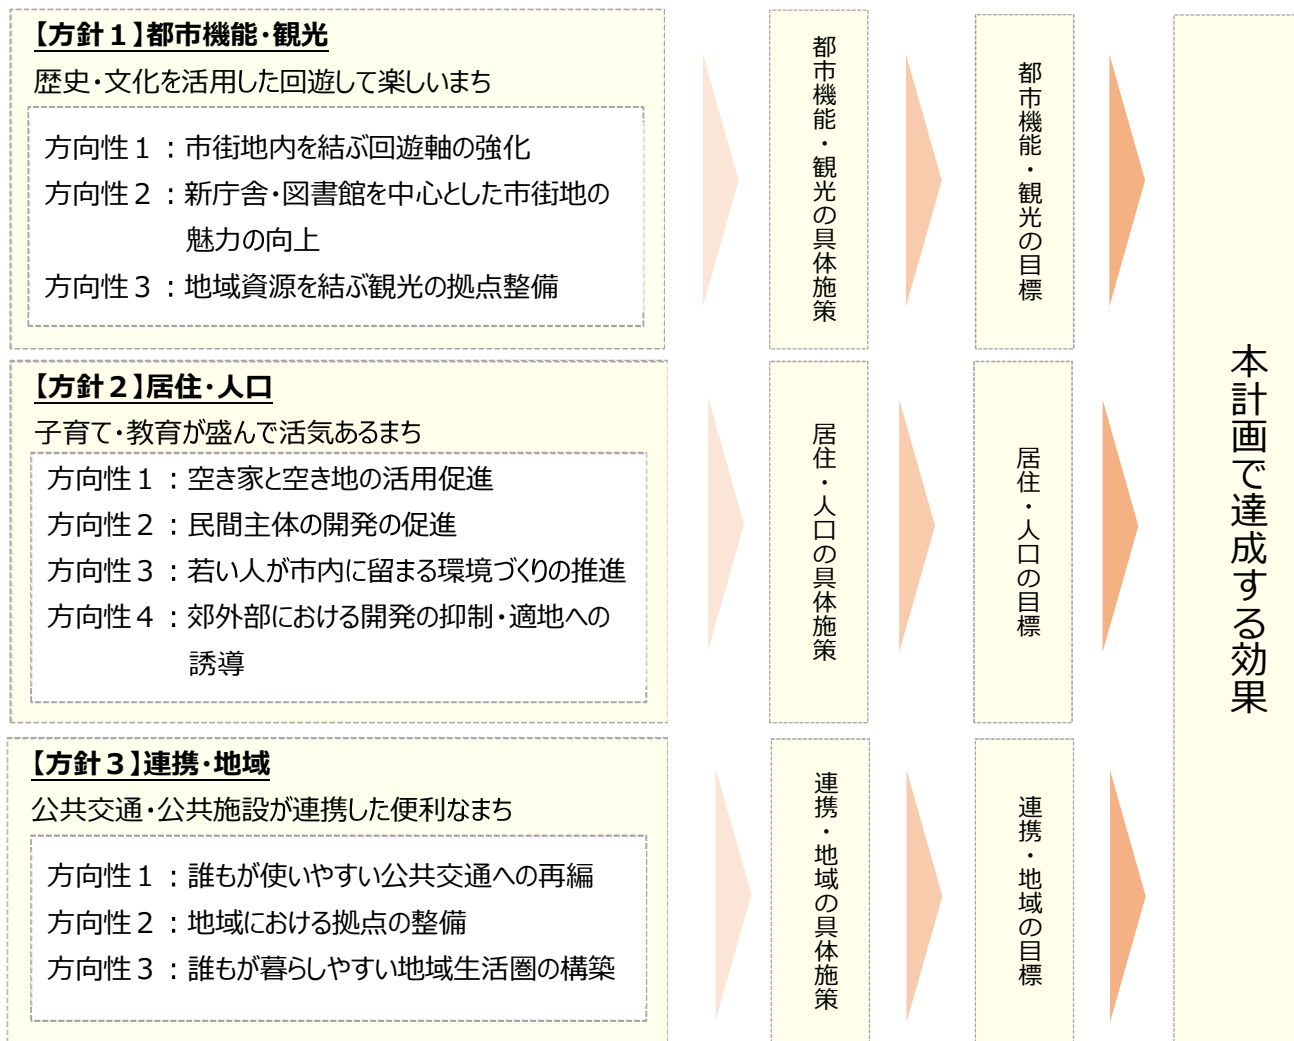 【方針１】都市機能・観光
歴史・文化を活用した回遊して楽しいまち
方向性１：市街地内を結ぶ回遊軸の強化
方向性２：新庁舎・図書館を中心とした市街地の
魅力の向上
方向性３：地域資源を結ぶ観光の拠点整備
都市機能・観光の具体施策
都市機能・観光の目標
【方針２】居住・人口
子育て・教育が盛んで活気あるまち
方向性１：空き家と空き地の活用促進
方向性２：民間主体の開発の促進
方向性３：若い人が市内に留まる環境づくりの推進
方向性４：郊外部における開発の抑制・適地への
誘導
居住・人口の具体施策
居住・人口の目標
【方針３】連携・地域
公共交通・公共施設が連携した便利なまち
方向性１：誰もが使いやすい公共交通への再編
方向性２：地域における拠点の整備
方向性３：誰もが暮らしやすい地域生活圏の構築
連携・地域の具体施策
連携・地域の目標
本計画で達成する効果